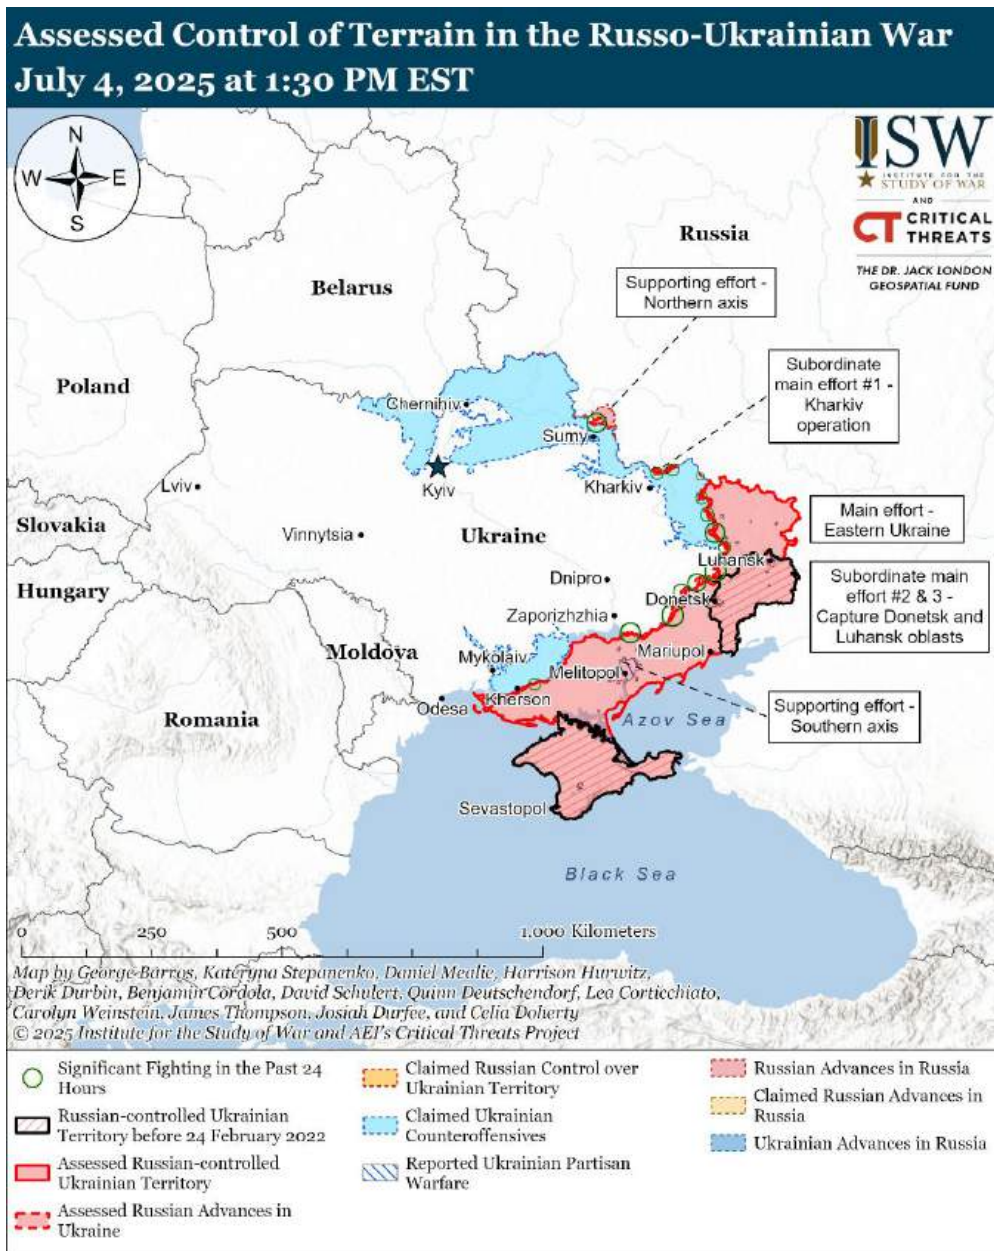 Assessed Control of Terrain in the Russo-Ukrainian War
July 4, 2025 at 1:30 PM EST
N
W
E
S
ISW
INSTITUTE FOR THE
STUDY OF WAR
AND
CT CRITICAL
THREATS
THE DR. JACK LONDON
GEOSPATIAL FUND
Russia
Belarus
Supporting effort -
Northern axis
Subordinate
main effort #1 -
Kharkiv
operation
Poland
Chernihiv
Sumy
Kyiv
Kharkiv
Lviv
Slovakia
Vinnytsia
Ukraine
Main effort -
Eastern Ukraine
Luhansk
Hungary
Dnipro
Donetsk
Subordinate main
effort #2 & 3 -
Capture Donetsk and
Luhansk oblasts
Zaporizhzhia
Moldova
Mykolaiv
Mariupol
Melitopol
Kherson
Odesa
Romania
Azov Sea
Supporting effort -
Southern axis
Sevastopol
Black Sea
0
250
500
1,000 Kilometers
Map by George Barros, Kateryna Stepanenko, Daniel Mealie, Harrison Hurwitz,
Derik Durbin, Benjamin Cordola, David Schulert, Quinn Deutschendorf, Lea Corticchiato,
Carolyn Weinstein, James Thompson, Josiah Durfee, and Celia Doherty
© 2025 Institute for the Study of War and AEI's Critical Threats Project
Significant Fighting in the Past 24
Hours
Russian-controlled Ukrainian
Territory before 24 February 2022
Assessed Russian-controlled
Ukrainian Territory
Assessed Russian Advances in
Ukraine
Claimed Russian Control over
Ukrainian Territory
Claimed Ukrainian
Counteroffensives
Reported Ukrainian Partisan
Warfare
Russian Advances in Russia
Claimed Russian Advances in
Russia
Ukrainian Advances in Russia